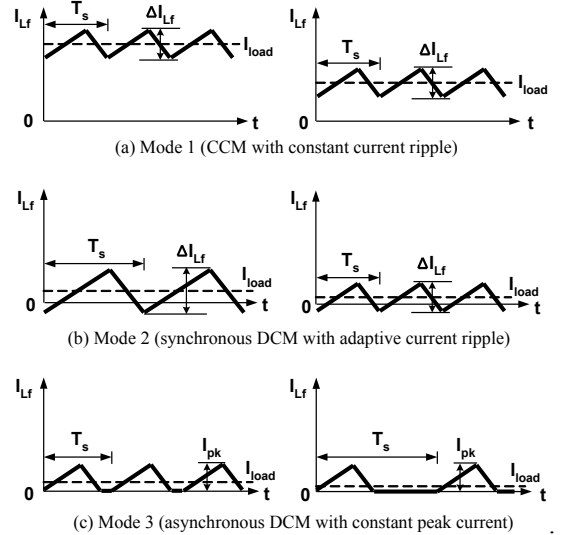 I_Lf T_s ΔI_Lf I_load 0 t
I_Lf T_s ΔI_Lf I_load 0 t
(a) Mode 1 (CCM with constant current ripple)
I_Lf T_s ΔI_Lf I_load 0 t
I_Lf T_s ΔI_Lf I_load 0 t
(b) Mode 2 (synchronous DCM with adaptive current ripple)
I_Lf T_s I_pk I_load 0 t
I_Lf T_s I_pk I_load 0 t
(c) Mode 3 (asynchronous DCM with constant peak current)